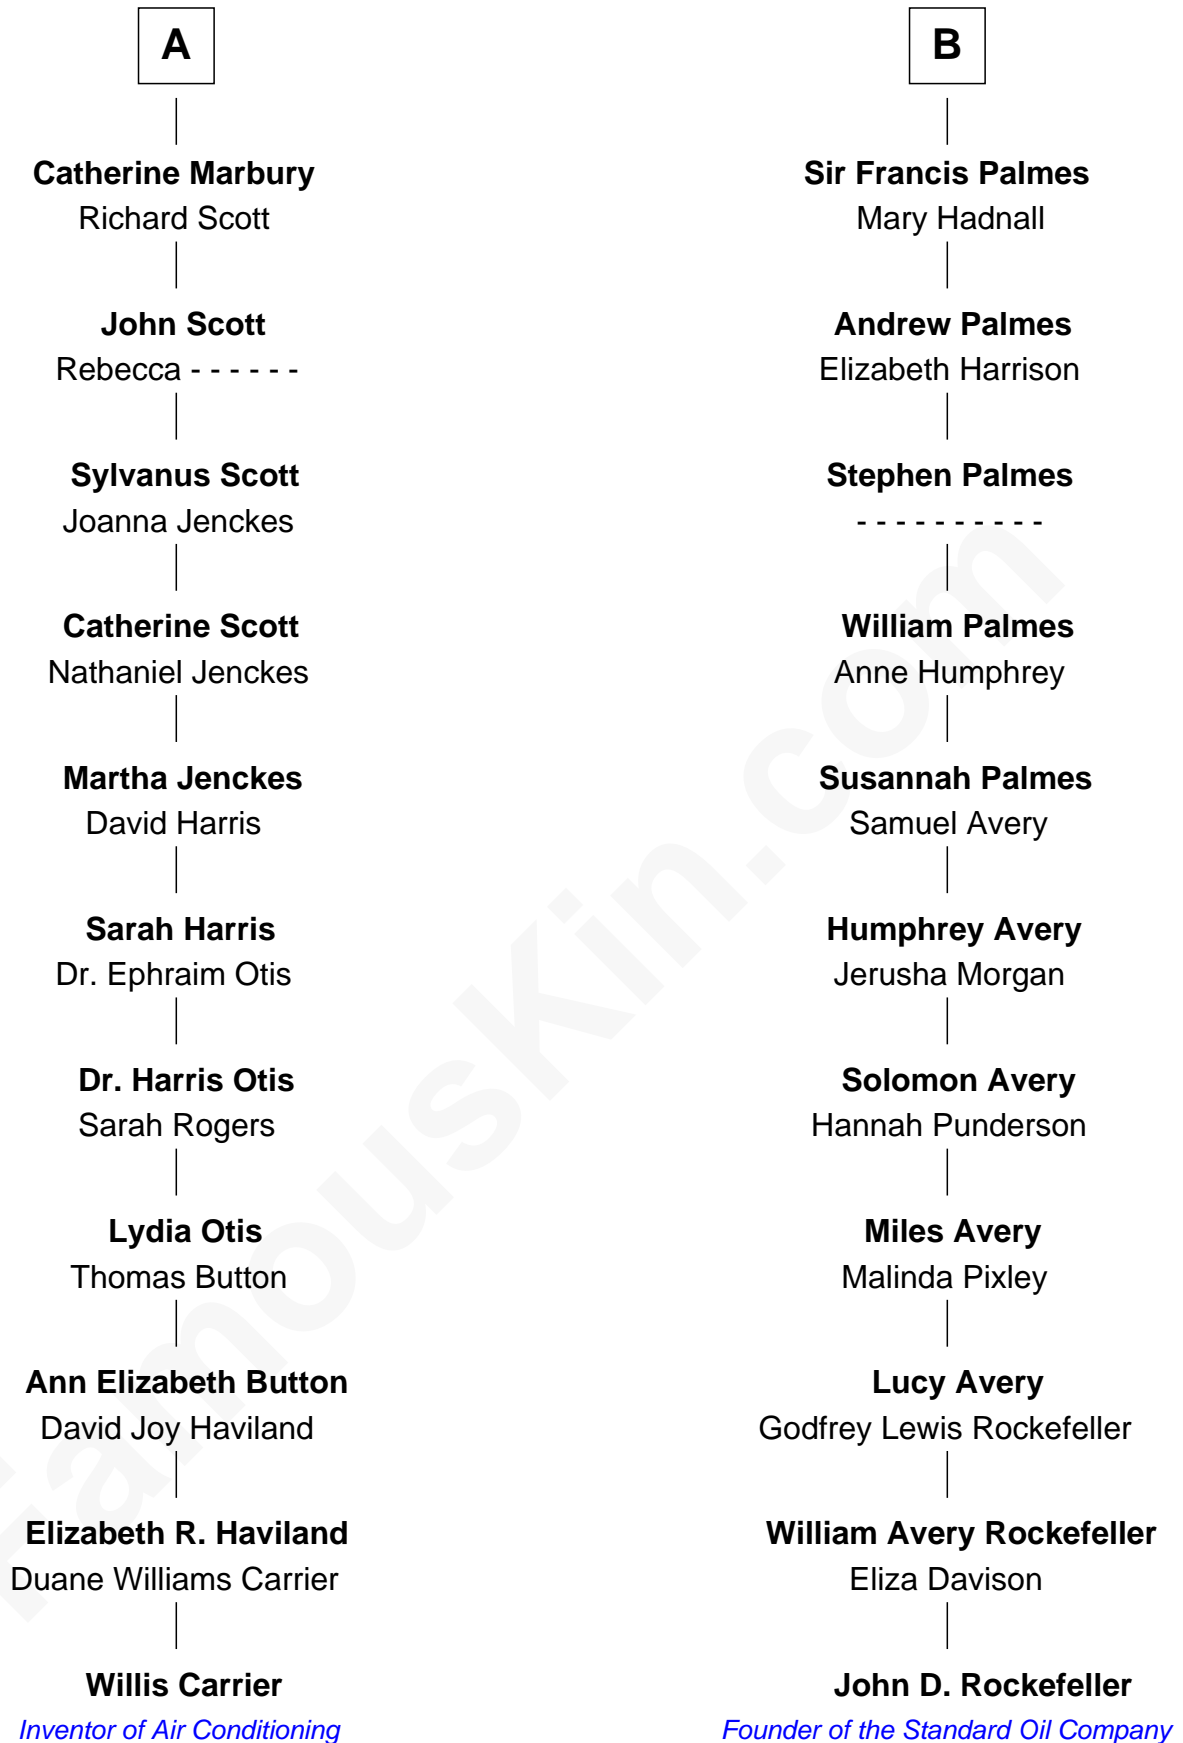 A
Catherine Marbury
Richard Scott
John Scott
Rebecca - - - - - -
Sylvanus Scott
Joanna Jenckes
Catherine Scott
Nathaniel Jenckes
Martha Jenckes
David Harris
Sarah Harris
Dr. Ephraim Otis
Dr. Harris Otis
Sarah Rogers
Lydia Otis
Thomas Button
Ann Elizabeth Button
David Joy Haviland
Elizabeth R. Haviland
Duane Williams Carrier
Willis Carrier
Inventor of Air Conditioning
B
Sir Francis Palmes
Mary Hadnall
Andrew Palmes
Elizabeth Harrison
Stephen Palmes
- - - - - - - - - -
William Palmes
Anne Humphrey
Susannah Palmes
Samuel Avery
Humphrey Avery
Jerusha Morgan
Solomon Avery
Hannah Punderson
Miles Avery
Malinda Pixley
Lucy Avery
Godfrey Lewis Rockefeller
William Avery Rockefeller
Eliza Davison
John D. Rockefeller
Founder of the Standard Oil Company
FamousKin.com